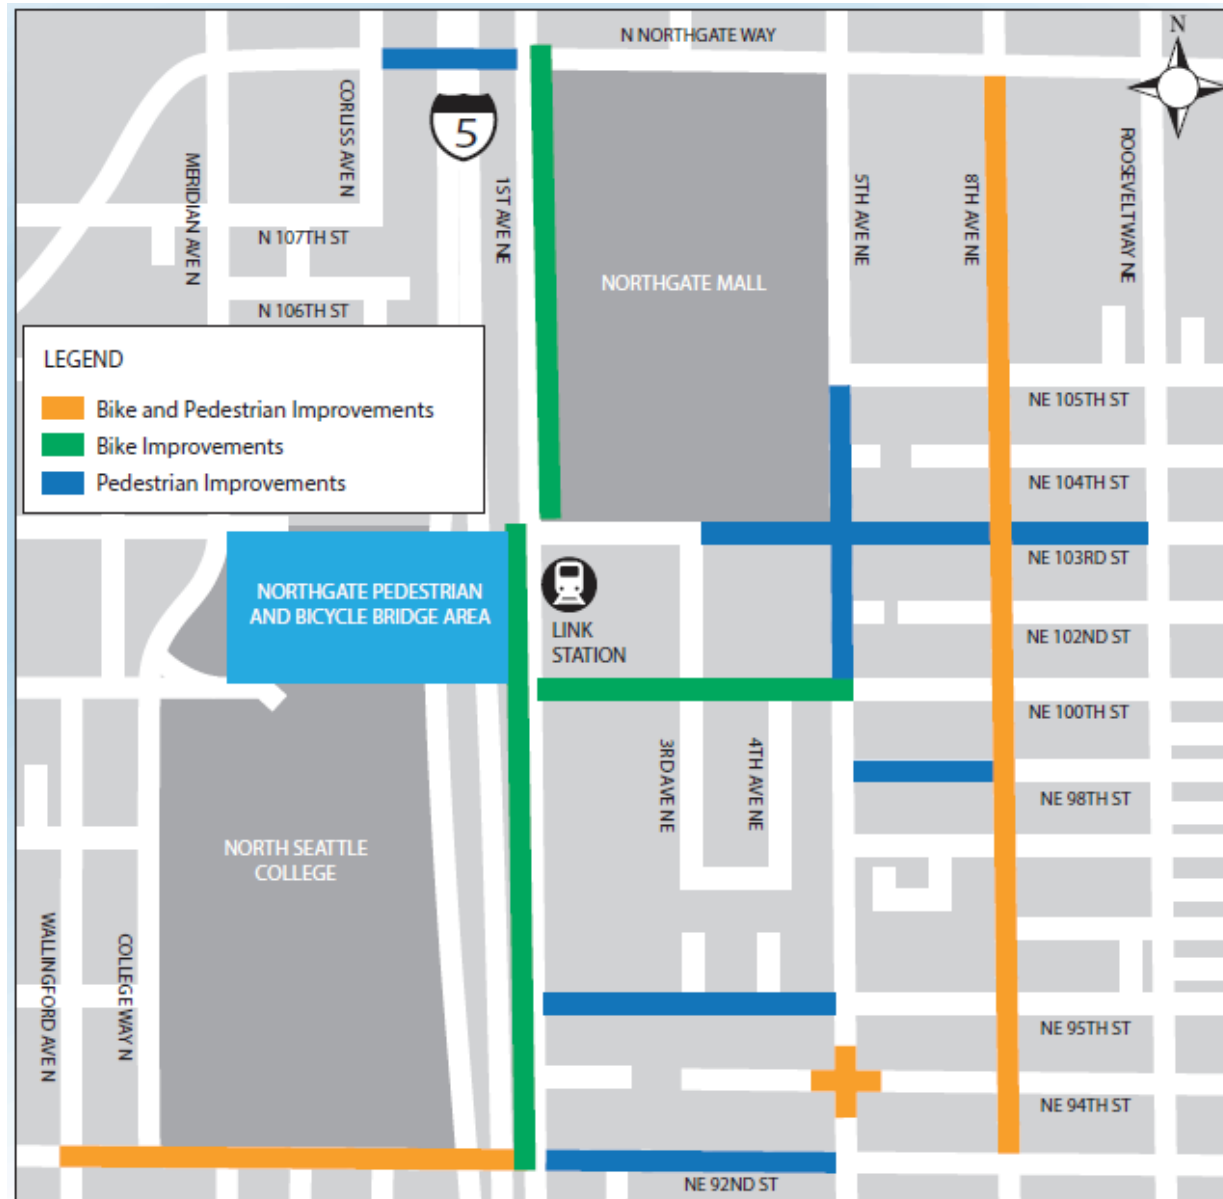 N
N NORTHGATE WAY
CORLISS AVE N
5
MERIDIAN AVE N
1ST AVE NE
5TH AVE NE
8TH AVE NE
ROOSEVELT WAY NE
N 107TH ST
NORTHGATE MALL
N 106TH ST
LEGEND
Bike and Pedestrian Improvements
Bike Improvements
Pedestrian Improvements
NE 105TH ST
NE 104TH ST
NE 103RD ST
NORTHGATE PEDESTRIAN
AND BICYCLE BRIDGE AREA
LINK
STATION
NE 102ND ST
NE 100TH ST
3RD AVE NE
4TH AVE NE
NE 98TH ST
NORTH SEATTLE
COLLEGE
WALLINGFORD AVE N
COLLEGE WAY N
NE 95TH ST
NE 94TH ST
NE 92ND ST